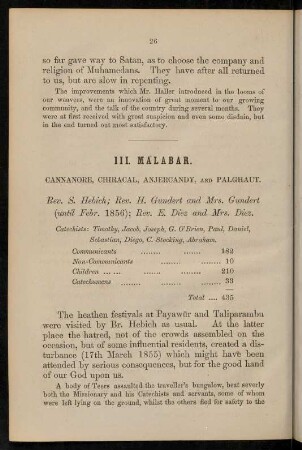 26
so far gave way to Satan, as to choose the company and
religion of Muhamedans. They have after all returned
to us, but are slow in repenting.
The improvements which Mr. Haller introduced in the looms of
our weavers, were an innovation of great moment to our growing
community, and the talk of the country during several months. They
were at first received with great suspicion and even some disdain, but
in the end turned out most satisfactory.
III. MALABAR.
CANNANORE, CHIRACAL, ANJERCANDY, AND PALGHAUT.
Rev. S. Hebich; Rev. H. Gundert and Mrs. Gundert
(until Febr. 1856); Rev. E. Diez and Mrs. Diez.
Catechists: Timothy, Jacob, Joseph, G. O'Brien, Paul, Daniel,
Sebastian, Diego, C. Stocking, Abraham.
Communicants .... .... .... 182
Non-Communicants .... .... 10
Children .... .... .... .... 210
Catechumens .... .... .... 33
Total .... 435
The heathen festivals at Payawur and Taliparambu
were visited by Br. Hebich as usual. At the latter
place the hatred, not of the crowds assembled on the
occasion, but of some influential residents, created a dis-
turbance (17th March 1855) which might have been
attended by serious consequences, but for the good hand
of our God upon us.
A body of Teers assaulted the traveller's bungalow, beat severly
both the Missionary and his Catechists and servants, some of whom
were left lying on the ground, whilst the others fled for safety to the